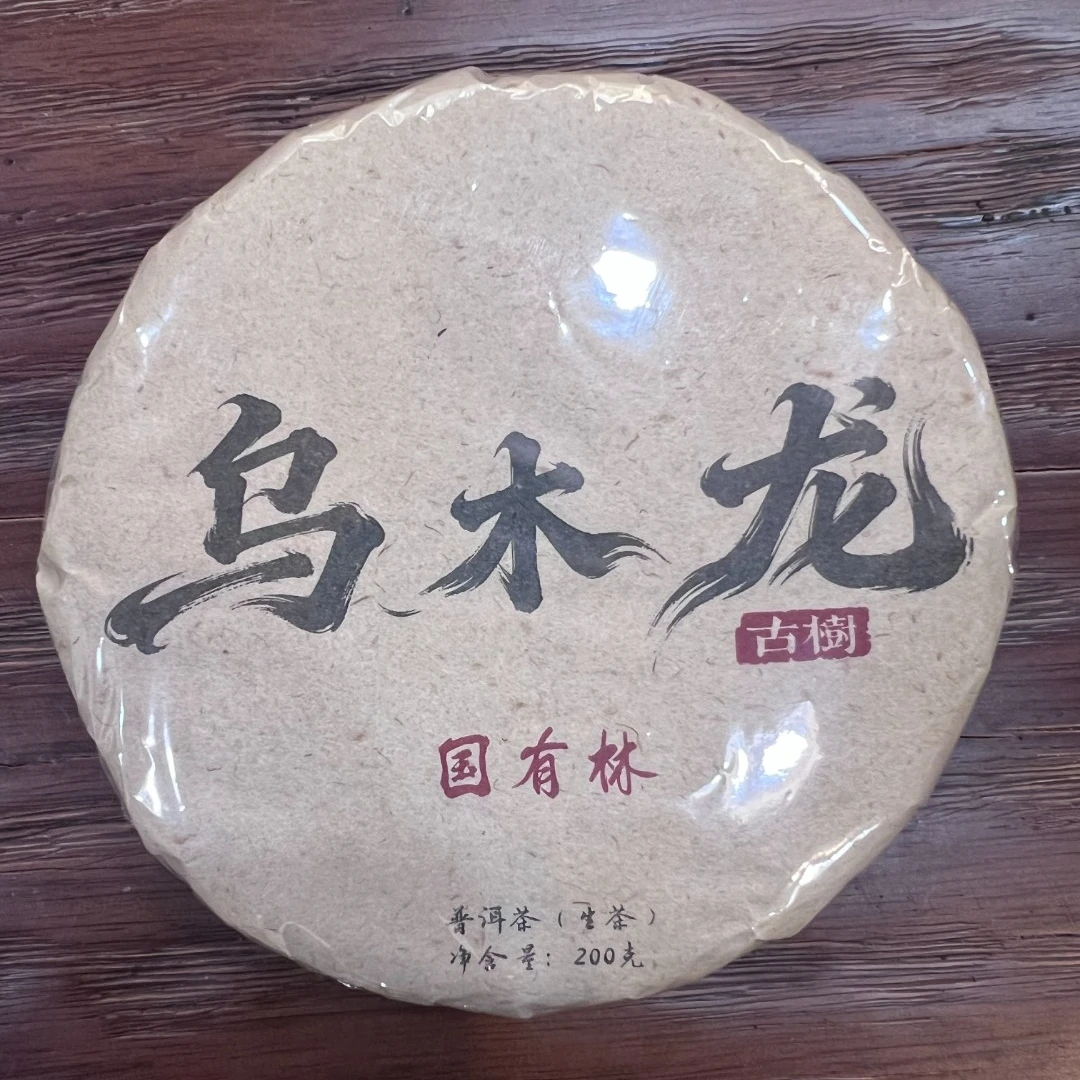 乌木龙
古樹
国有林
普洱茶（生茶）
净含量：200克